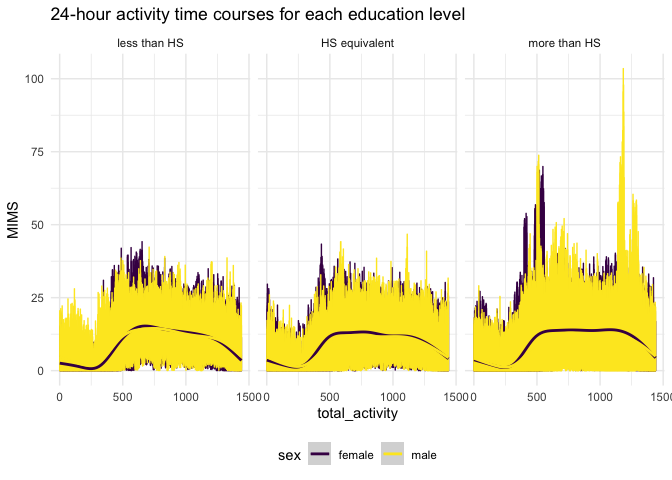 24-hour activity time courses for each education level
less than HS HS equivalent more than HS
100
75
50
25
0
MIMS
0 500 1000 1500 0 500 1000 1500 0 500 1000 1500
total_activity
sex female male